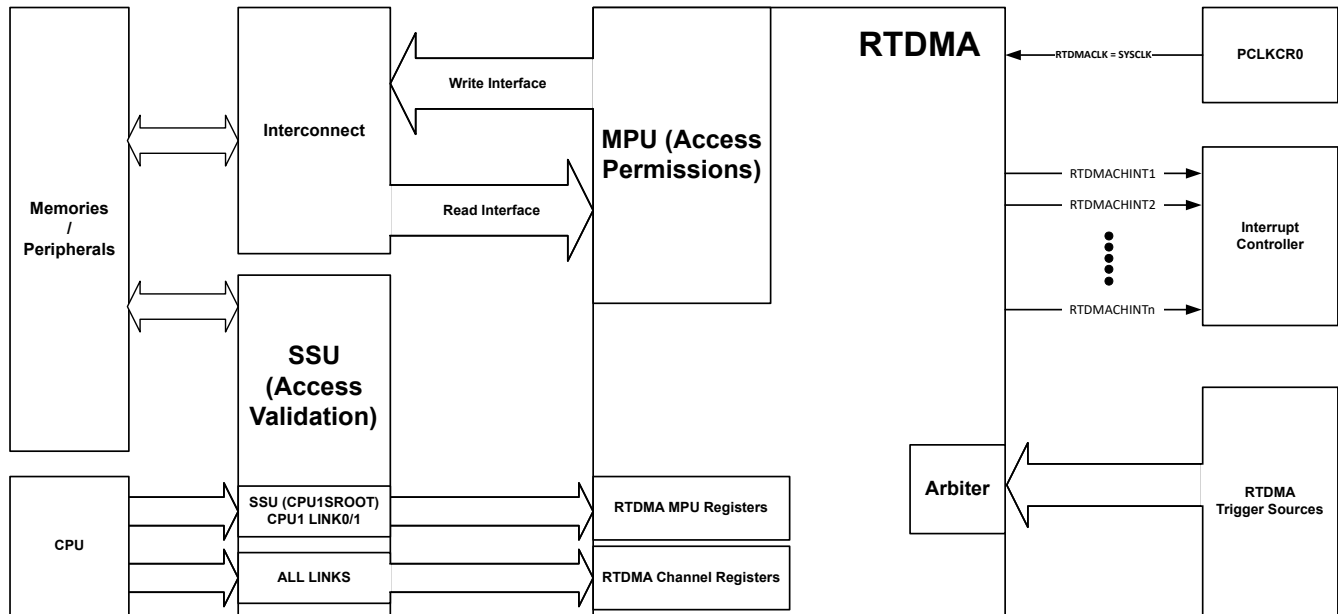 RTDMA
RTDMACLK = SYSCLK
PCLKCR0
Write Interface
Interconnect
MPU (Access
Permissions)
Read Interface
Memories
/
Peripherals
RTDMACHINT1
RTDMACHINT2
RTDMACHINTn
Interrupt
Controller
SSU
(Access
Validation)
Arbiter
RTDMA
Trigger Sources
CPU
SSU (CPU1SROOT)
CPU1 LINK0/1
RTDMA MPU Registers
ALL LINKS
RTDMA Channel Registers